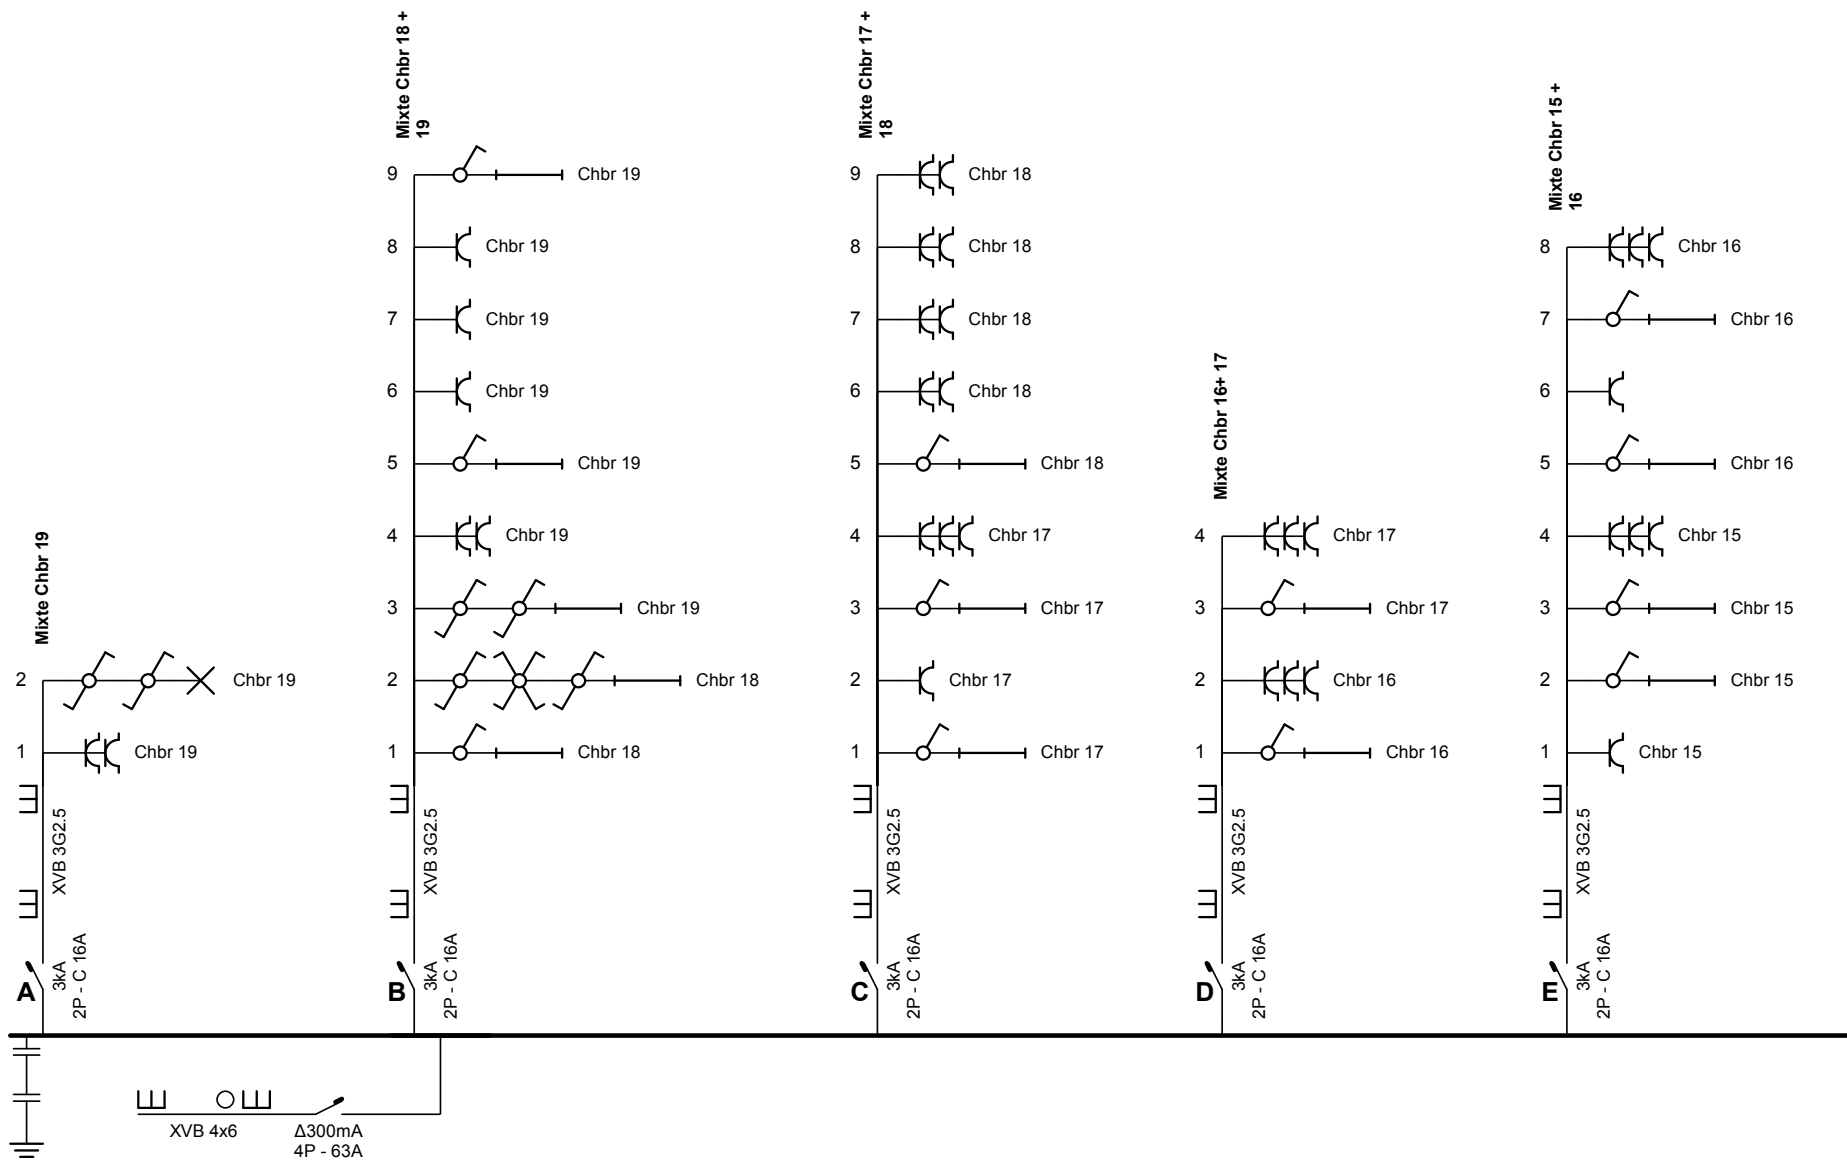 Mixte Chbr 19
2
Chbr 19
1
Chbr 19
XVB 3G2.5
A
3kA
2P - C 16A
Mixte Chbr 18 +
19
9
Chbr 19
8
Chbr 19
7
Chbr 19
6
Chbr 19
5
Chbr 19
4
Chbr 19
3
Chbr 19
2
Chbr 18
1
Chbr 18
XVB 3G2.5
B
3kA
2P - C 16A
Mixte Chbr 17 +
18
9
Chbr 18
8
Chbr 18
7
Chbr 18
6
Chbr 18
5
Chbr 18
4
Chbr 17
3
Chbr 17
2
Chbr 17
1
Chbr 17
XVB 3G2.5
C
3kA
2P - C 16A
Mixte Chbr 16+ 17
4
Chbr 17
3
Chbr 17
2
Chbr 16
1
Chbr 16
XVB 3G2.5
D
3kA
2P - C 16A
Mixte Chbr 15 +
16
8
Chbr 16
7
Chbr 16
6
5
Chbr 16
4
Chbr 15
3
Chbr 15
2
Chbr 15
1
Chbr 15
XVB 3G2.5
E
3kA
2P - C 16A
XVB 4x6
Δ300mA
4P - 63A